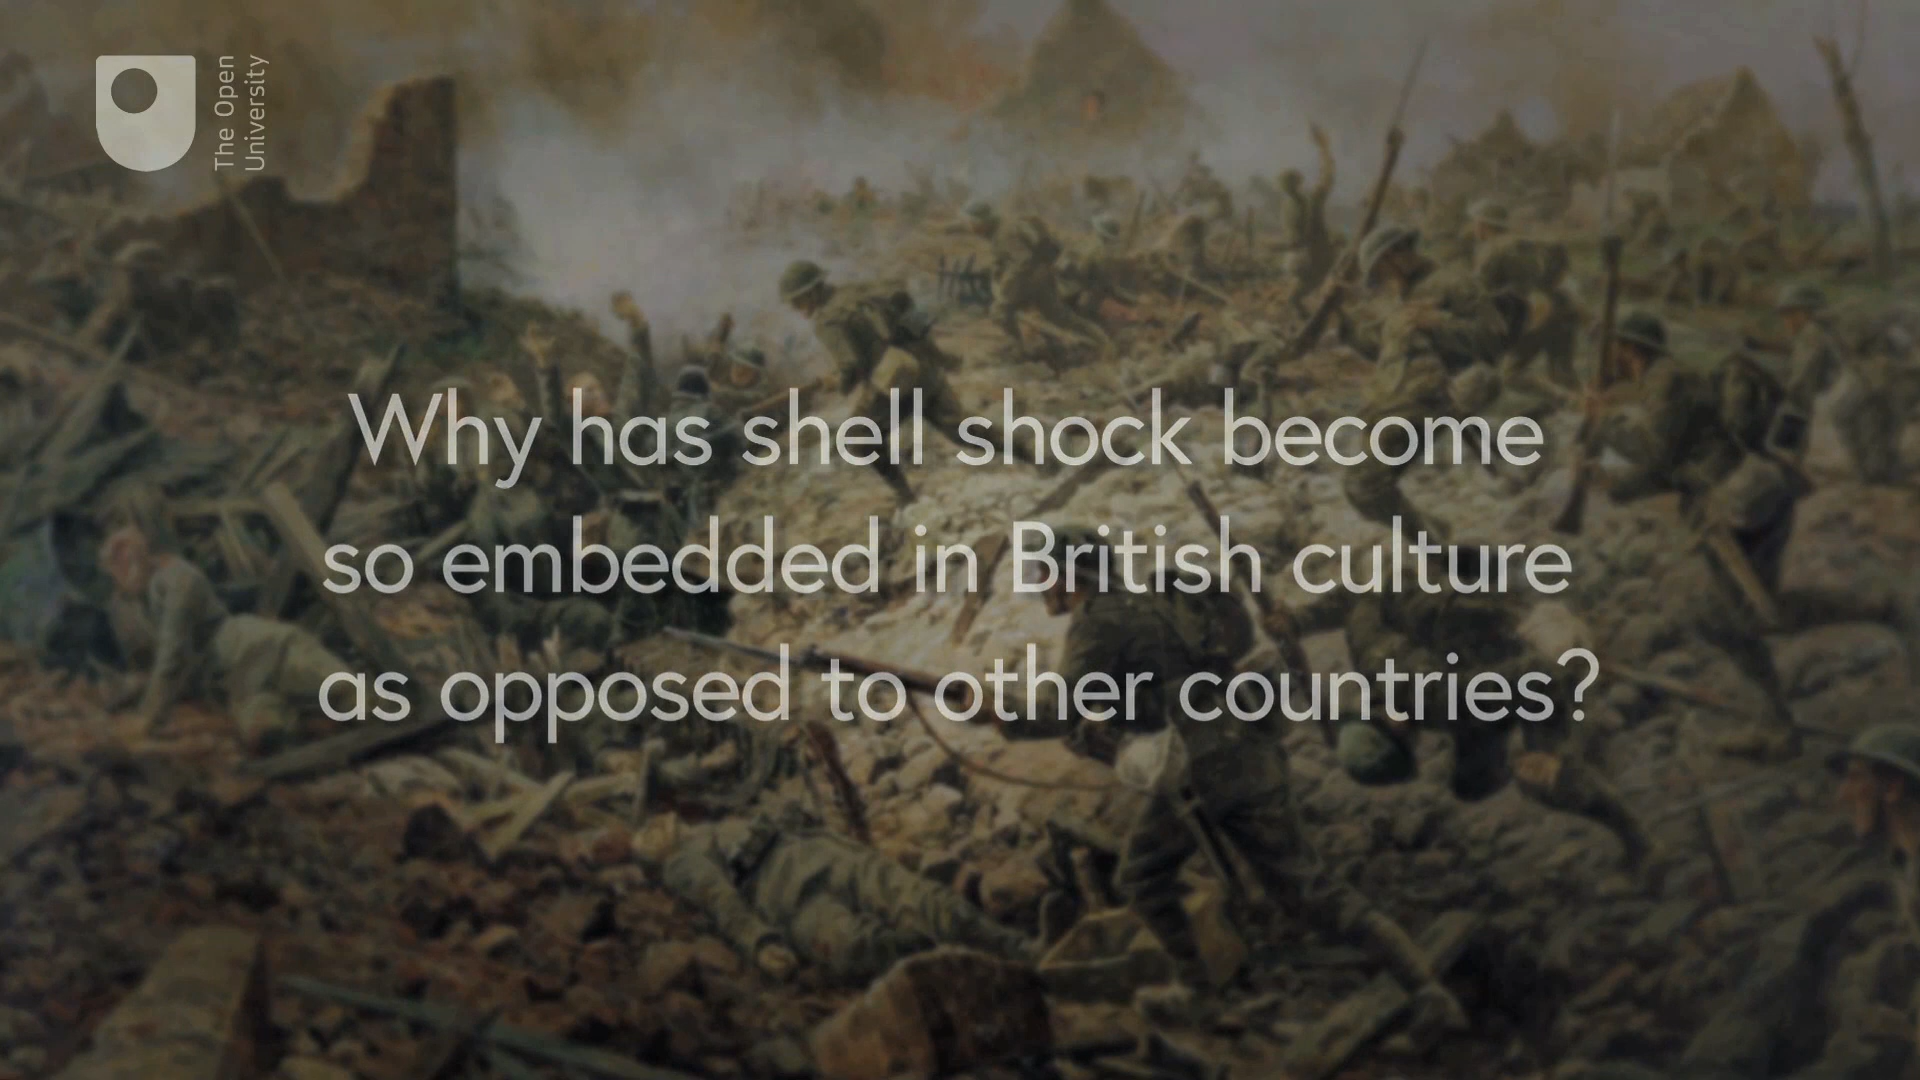 The Open
University
Why has shell shock become
so embedded in British culture
as opposed to other countries?